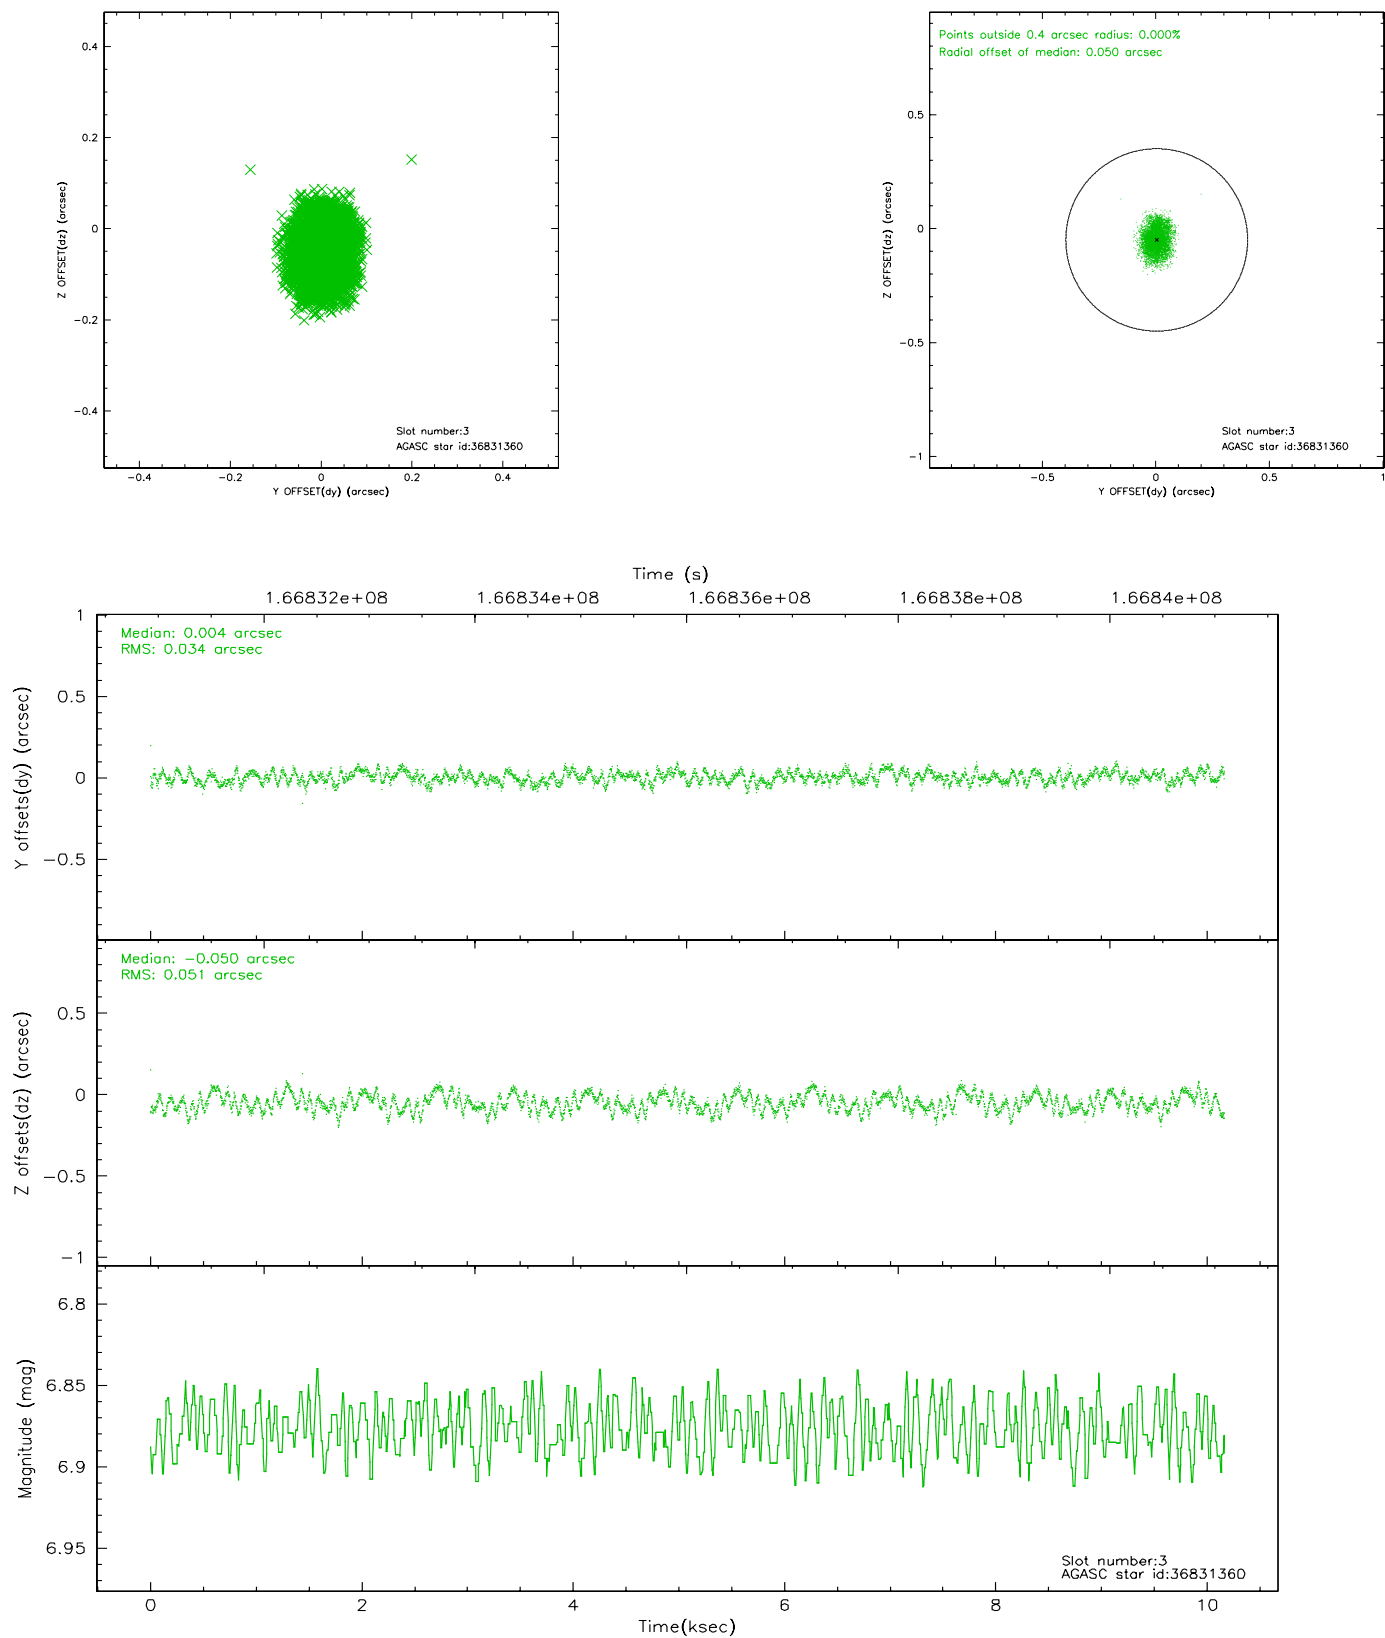 0.4
0.2
0
−0.2
−0.4
Z OFFSET(dz) (arcsec)
Slot number:3
AGASC star id:36831360
−0.4
−0.2
0
0.2
0.4
Y OFFSET(dy) (arcsec)
Points outside 0.4 arcsec radius: 0.000%
Radial offset of median: 0.050 arcsec
0.5
0
−0.5
−1
Z OFFSET(dz) (arcsec)
Slot number:3
AGASC star id:36831360
−0.5
0
0.5
1
Y OFFSET(dy) (arcsec)
Time (s)
1.66832e+08
1.66834e+08
1.66836e+08
1.66838e+08
1.6684e+08
Median: 0.004 arcsec
RMS: 0.034 arcsec
1
0.5
0
−0.5
Y offsets(dy) (arcsec)
Median: −0.050 arcsec
RMS: 0.051 arcsec
0.5
0
−0.5
−1
Z offsets(dz) (arcsec)
6.8
6.85
6.9
6.95
Magnitude (mag)
Slot number:3
AGASC star id:36831360
0
2
4
6
8
10
Time(ksec)